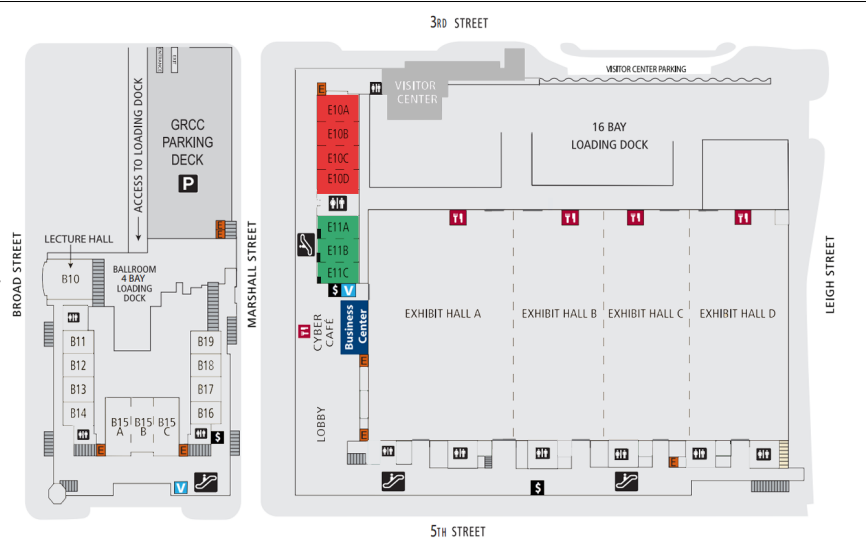 3RD STREET
ENTRANCE
EXIT
ACCESS TO LOADING DOCK
GRCC
PARKING
DECK
P
BROAD STREET
MARSHALL STREET
LECTURE HALL
B10
BALLROOM
4 BAY
LOADING
DOCK
B11
B12
B13
B14
B15
A
B15
B
B15
C
B19
B18
B17
B16
$
E
E
V
VISITOR
CENTER
VISITOR CENTER PARKING
16 BAY
LOADING DOCK
E
E10A
E10B
E10C
E10D
E11A
E11B
E11C
$
V
CYBER
CAFÉ
Business
Center
E
E
LOBBY
EXHIBIT HALL A
EXHIBIT HALL B
EXHIBIT HALL C
EXHIBIT HALL D
E
$
LEIGH STREET
5TH STREET